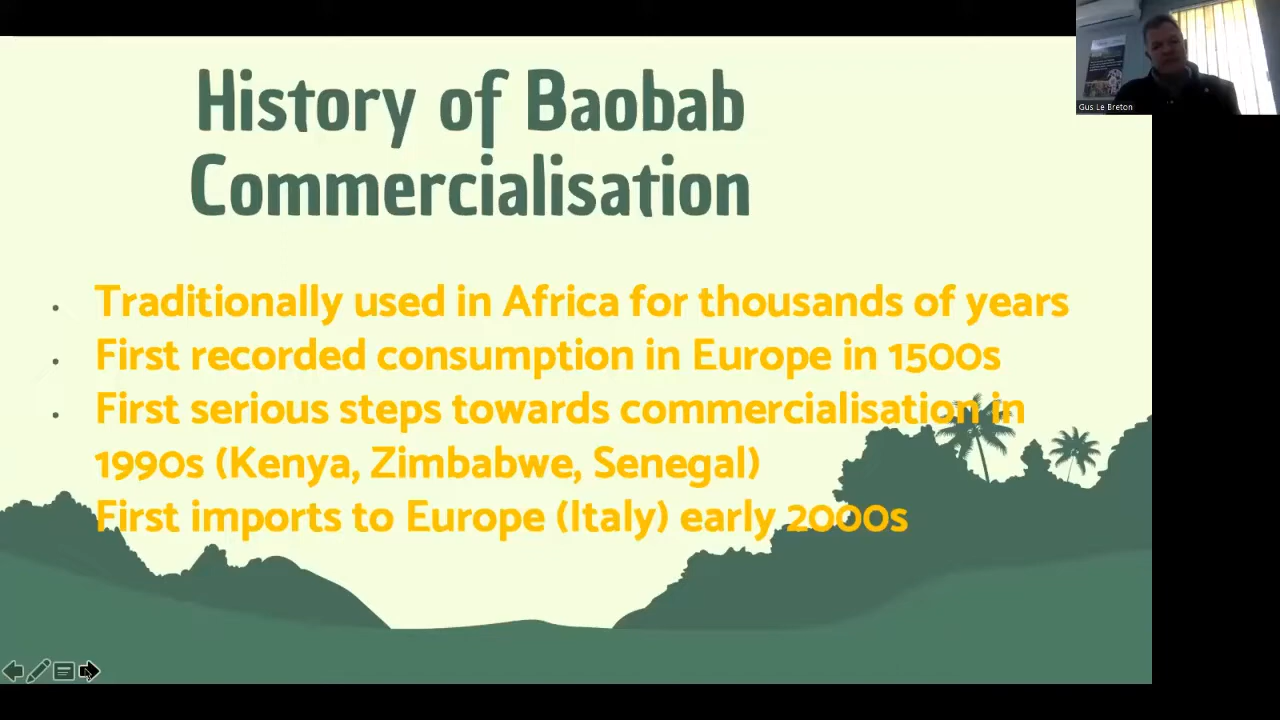 History of Baobab
Commercialisation
Gus Le Breton
• Traditionally used in Africa for thousands of years
• First recorded consumption in Europe in 1500s
• First serious steps towards commercialisation in
1990s (Kenya, Zimbabwe, Senegal)
First imports to Europe (Italy) early 2000s